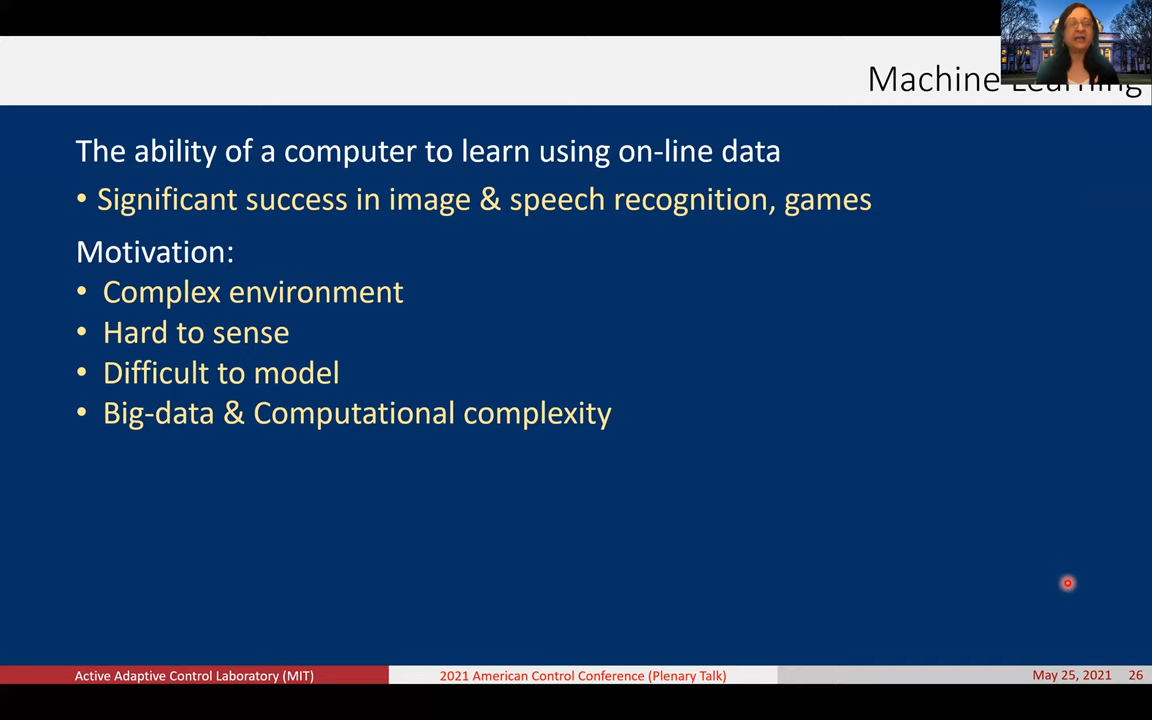 Machine Learning
The ability of a computer to learn using on-line data
• Significant success in image & speech recognition, games
Motivation:
• Complex environment
• Hard to sense
• Difficult to model
• Big-data & Computational complexity
Active Adaptive Control Laboratory (MIT)
2021 American Control Conference (Plenary Talk)
May 25, 2021 26